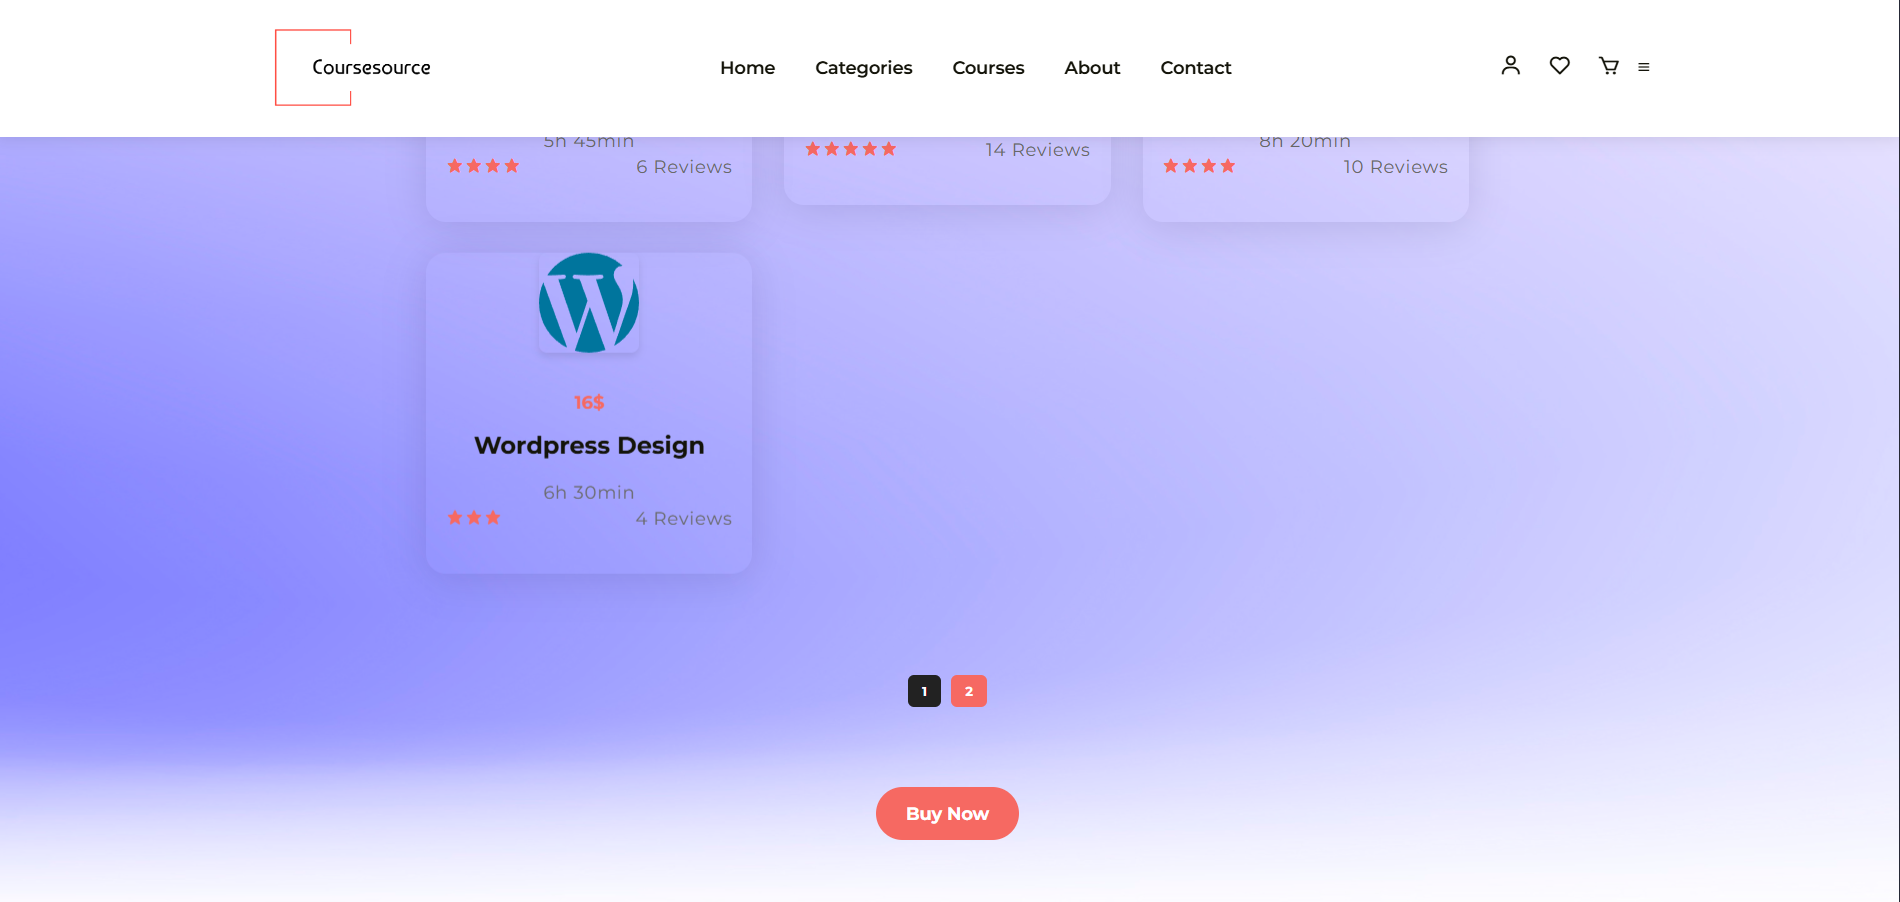 Coursesource
Home Categories Courses About Contact
5h 45min
6 Reviews
14 Reviews
8h 20min
10 Reviews
16$
Wordpress Design
6h 30min
4 Reviews
1 2
Buy Now